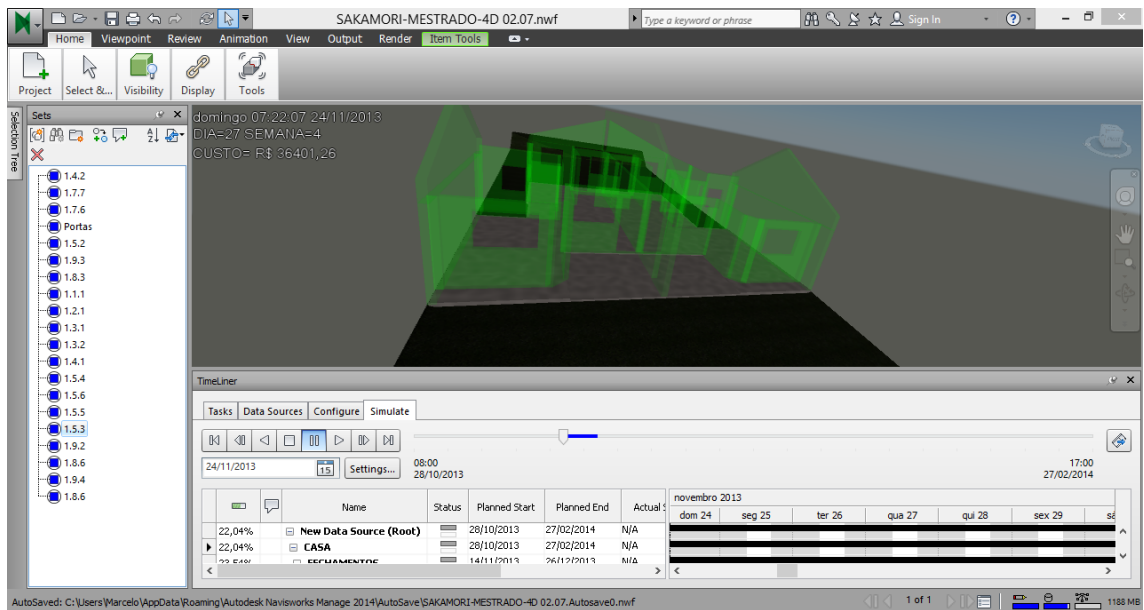 SAKAMORI-MESTRADO-4D 02.07.nwf
Type a keyword or phrase
Sign In
Home Viewpoint Review Animation View Output Render Item Tools
Project Select &... Visibility Display Tools
Selection Tree
Sets
1.4.2
1.7.7
1.7.6
Portas
1.5.2
1.9.3
1.8.3
1.1.1
1.2.1
1.3.1
1.3.2
1.4.1
1.5.4
1.5.6
1.5.5
1.5.3
1.9.2
1.8.6
1.9.4
1.8.6
domingo 07:22:07 24/11/2013
DIA=27 SEMANA=4
CUSTO= R$ 36401,26
TimeLiner
Tasks Data Sources Configure Simulate
24/11/2013 15 Settings...
08:00
28/10/2013
17:00
27/02/2014
Name Status Planned Start Planned End Actual S
novembro 2013
dom 24 seg 25 ter 26 qua 27 qui 28 sex 29 sá
22,04% New Data Source (Root) 28/10/2013 27/02/2014 N/A
22,04% CASA 28/10/2013 27/02/2014 N/A
23,54% FECHAMENTOS 14/11/2013 26/12/2013 N/A
AutoSaved: C:\Users\Marcelo\AppData\Roaming\Autodesk Navisworks Manage 2014\AutoSave\SAKAMORI-MESTRADO-4D 02.07.Autosave0.nwf
1 of 1
1188 MB